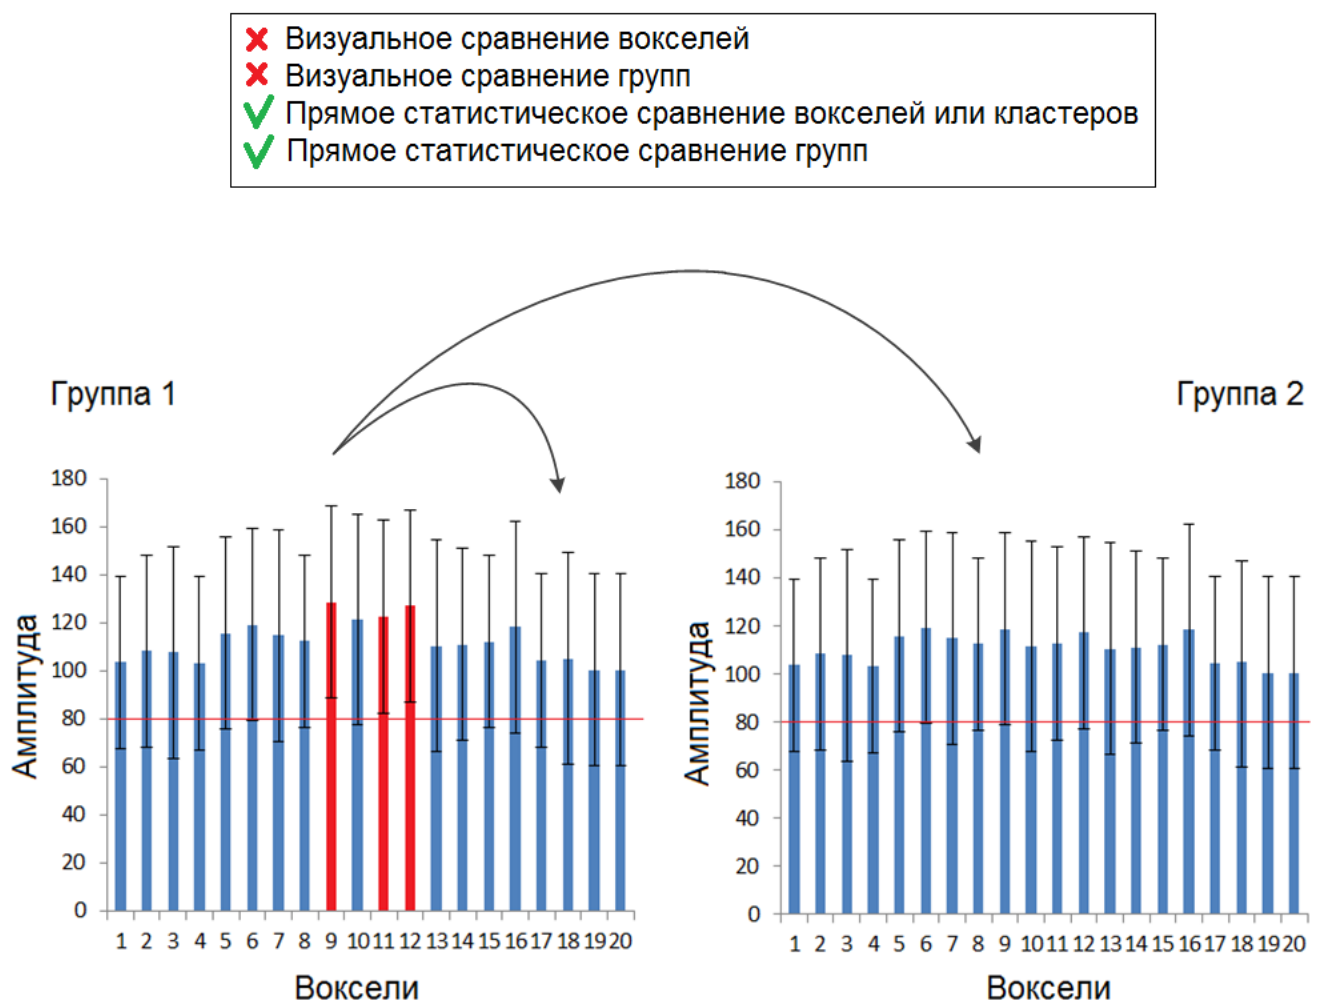 Визуальное сравнение вокселей
Визуальное сравнение групп
Прямое статистическое сравнение вокселей или кластеров
Прямое статистическое сравнение групп
Группа 1
Группа 2
180
160
140
120
100
80
60
40
20
0
Амплитуда
1 2 3 4 5 6 7 8 9 10 11 12 13 14 15 16 17 18 19 20
Воксели
180
160
140
120
100
80
60
40
20
0
Амплитуда
1 2 3 4 5 6 7 8 9 10 11 12 13 14 15 16 17 18 19 20
Воксели